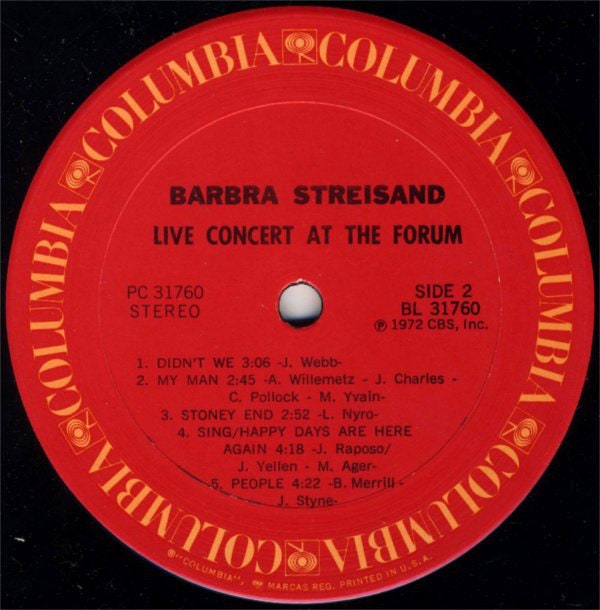 COLUMBIA COLUMBIA COLUMBIA COLUMBIA COLUMBIA COLUMBIA
BARBRA STREISAND
LIVE CONCERT AT THE FORUM
PC 31760
STEREO
SIDE 2
BL 31760
℗ 1972 CBS, Inc.
1. DIDN'T WE 3:06 -J. Webb-
2. MY MAN 2:45 -A. Willemetz - J. Charles -
C. Pollock - M. Yvain-
3. STONEY END 2:52 -L. Nyro-
4. SING/HAPPY DAYS ARE HERE
AGAIN 4:18 -J. Raposo/
J. Yellen - M. Ager-
5. PEOPLE 4:22 -B. Merrill -
J. Styne-
®"COLUMBIA", MARCAS REG. PRINTED IN U.S.A.